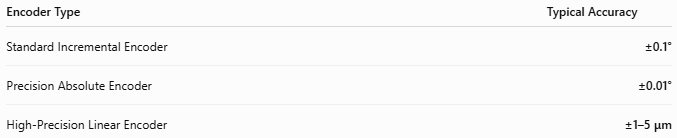 Encoder Type Typical Accuracy
Standard Incremental Encoder ±0.1°
Precision Absolute Encoder ±0.01°
High-Precision Linear Encoder ±1–5 µm